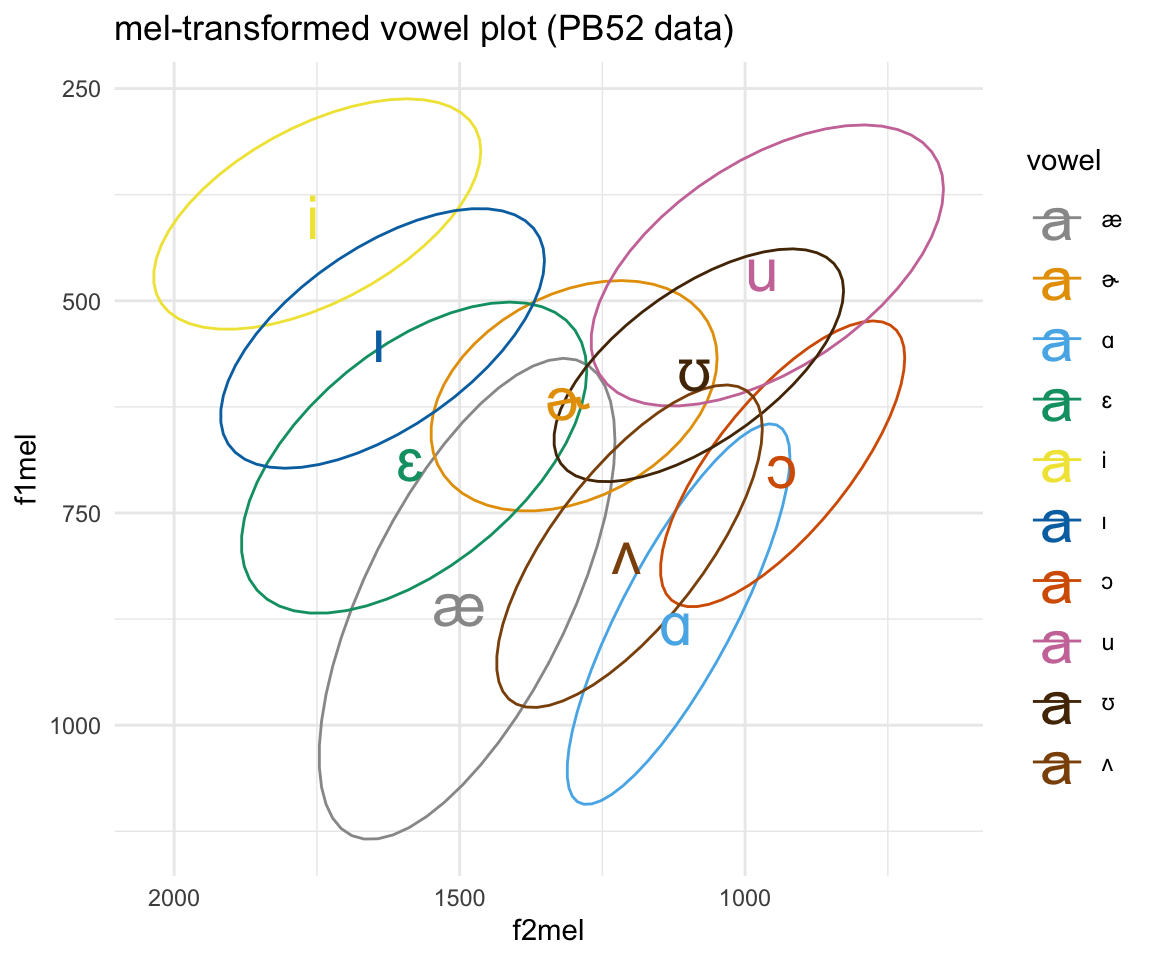 mel-transformed vowel plot (PB52 data)
250
500
750
1000
f1mel
i
ɪ
ɛ
æ
ɚ
u
ʊ
ɔ
ʌ
ɑ
2000
1500
1000
f2mel
vowel
a æ
a ɚ
a ɑ
a ɛ
a i
a ɪ
a ɔ
a u
a ʊ
a ʌ